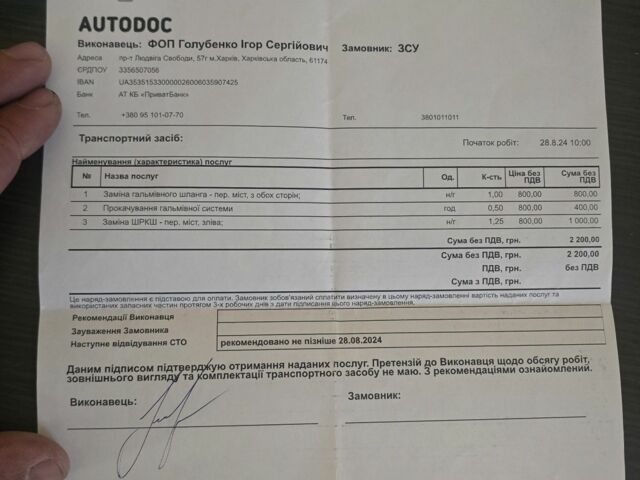 AUTODOC
Виконавець: ФОП Голубенко Ігор Сергійович Замовник: ЗСУ
Адреса пр-т Людвіга Свободи, 57г м.Харків, Харківська область, 61174
ЄРДПОУ 3356507056
IBAN UA353515330000026006035907425
Банк АТ КБ «ПриватБанк»
Тел. +380 95 101-07-70 Тел. 3801011011
Транспортний засіб: Початок робіт: 28.8.24 10:00
Найменування (характеристика) послуг
№ Назва послуг Од. К-сть Ціна без ПДВ Сума без ПДВ
1 Заміна гальмівного шланга - пер. міст, з обох сторін; н/г 1,00 800,00 800,00
2 Прокачування гальмівної системи год 0,50 800,00 400,00
3 Заміна ШРКШ - пер. міст, зліва; н/г 1,25 800,00 1 000,00
Сума без ПДВ, грн. 2 200,00
Сума без ПДВ, грн. 2 200,00
ПДВ, грн. без ПДВ
Сума з ПДВ, грн.
Це наряд-замовлення є підставою для оплати. Замовник зобов'язаний сплатити визначену в цьому наряд-замовленні вартість наданих послуг та
використаних запасних частин протягом 3-х робочих днів з дати підписання цього наряд-замовлення.
Рекомендації Виконавця
Зауваження Замовника
Наступне відвідування СТО рекомендовано не пізніше 28.08.2024
Даним підписом підтверджую отримання наданих послуг. Претензій до Виконавця щодо обсягу робіт,
зовнішнього вигляду та комплектації транспортного засобу не маю. З рекомендаціями ознайомлений.
Виконавець: Замовник: